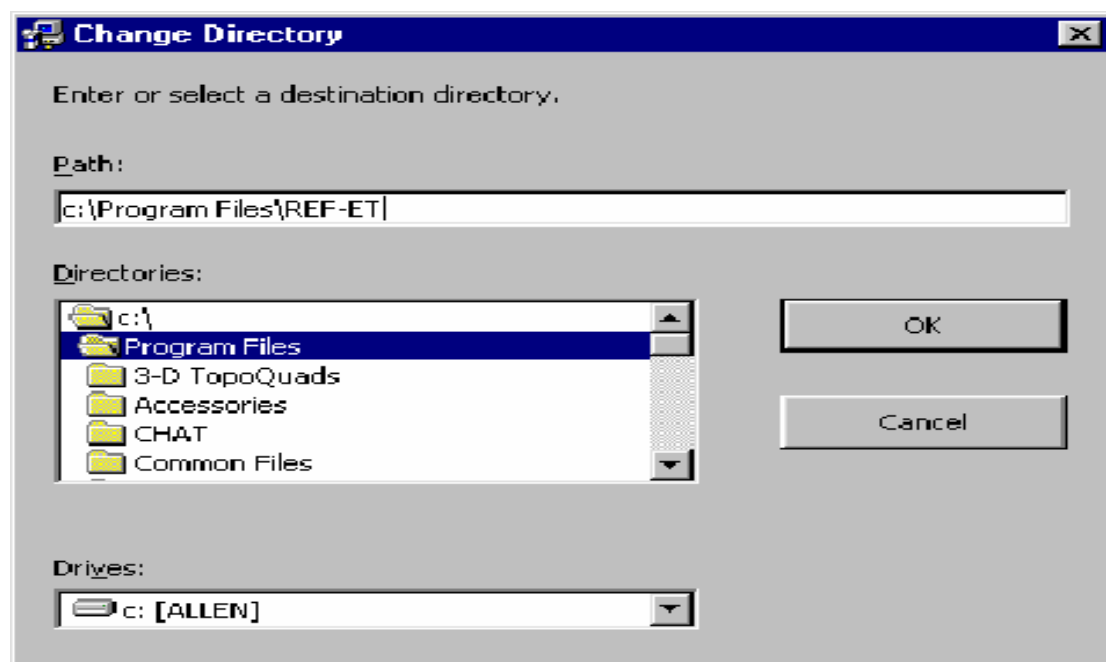 Change Directory
Enter or select a destination directory.
Path:
c:\Program Files\REF-ET
Directories:
c:\
Program Files
3-D TopoQuads
Accessories
CHAT
Common Files
OK
Cancel
Drives:
c: [ALLEN]